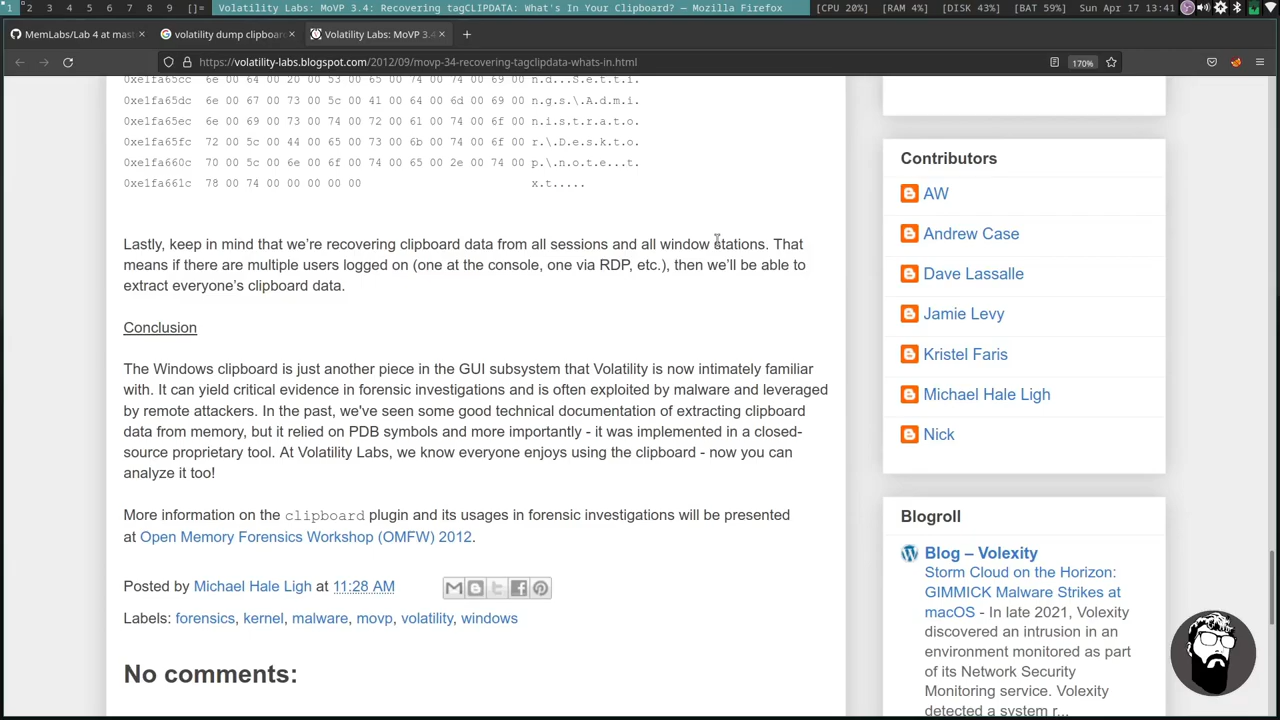 1 2 3 4 5 6 7 8 9 []= Volatility Labs: MoVP 3.4: Recovering tagCLIPDATA: What's In Your Clipboard? — Mozilla Firefox [CPU 20%] [RAM 4%] [DISK 43%] [BAT 59%] Sun Apr 17 13:41
MemLabs/Lab 4 at mast × volatility dump clipboar × Volatility Labs: MoVP 3.4 × +
https://volatility-labs.blogspot.com/2012/09/movp-34-recovering-tagclipdata-whats-in.html 170%
0xe1fa65cc 6e 00 64 00 20 00 53 00 65 00 74 00 74 00 69 00 n.d...S.e.t.t.i.
0xe1fa65dc 6e 00 67 00 73 00 5c 00 41 00 64 00 6d 00 69 00 n.g.s.\.A.d.m.i.
0xe1fa65ec 6e 00 69 00 73 00 74 00 72 00 61 00 74 00 6f 00 n.i.s.t.r.a.t.o.
0xe1fa65fc 72 00 5c 00 44 00 65 00 73 00 6b 00 74 00 6f 00 r.\.D.e.s.k.t.o.
0xe1fa660c 70 00 5c 00 6e 00 6f 00 74 00 65 00 2e 00 74 00 p.\.n.o.t.e...t.
0xe1fa661c 78 00 74 00 00 00 00 00 x.t.....
Lastly, keep in mind that we're recovering clipboard data from all sessions and all window stations. That
means if there are multiple users logged on (one at the console, one via RDP, etc.), then we'll be able to
extract everyone's clipboard data.
Conclusion
The Windows clipboard is just another piece in the GUI subsystem that Volatility is now intimately familiar
with. It can yield critical evidence in forensic investigations and is often exploited by malware and leveraged
by remote attackers. In the past, we've seen some good technical documentation of extracting clipboard
data from memory, but it relied on PDB symbols and more importantly - it was implemented in a closed-
source proprietary tool. At Volatility Labs, we know everyone enjoys using the clipboard - now you can
analyze it too!
More information on the clipboard plugin and its usages in forensic investigations will be presented
at Open Memory Forensics Workshop (OMFW) 2012.
Posted by Michael Hale Ligh at 11:28 AM
Labels: forensics, kernel, malware, movp, volatility, windows
No comments:
Contributors
AW
Andrew Case
Dave Lassalle
Jamie Levy
Kristel Faris
Michael Hale Ligh
Nick
Blogroll
Blog – Volexity
Storm Cloud on the Horizon:
GIMMICK Malware Strikes at
macOS - In late 2021, Volexity
discovered an intrusion in an
environment monitored as part
of its Network Security
Monitoring service. Volexity
detected a system r...